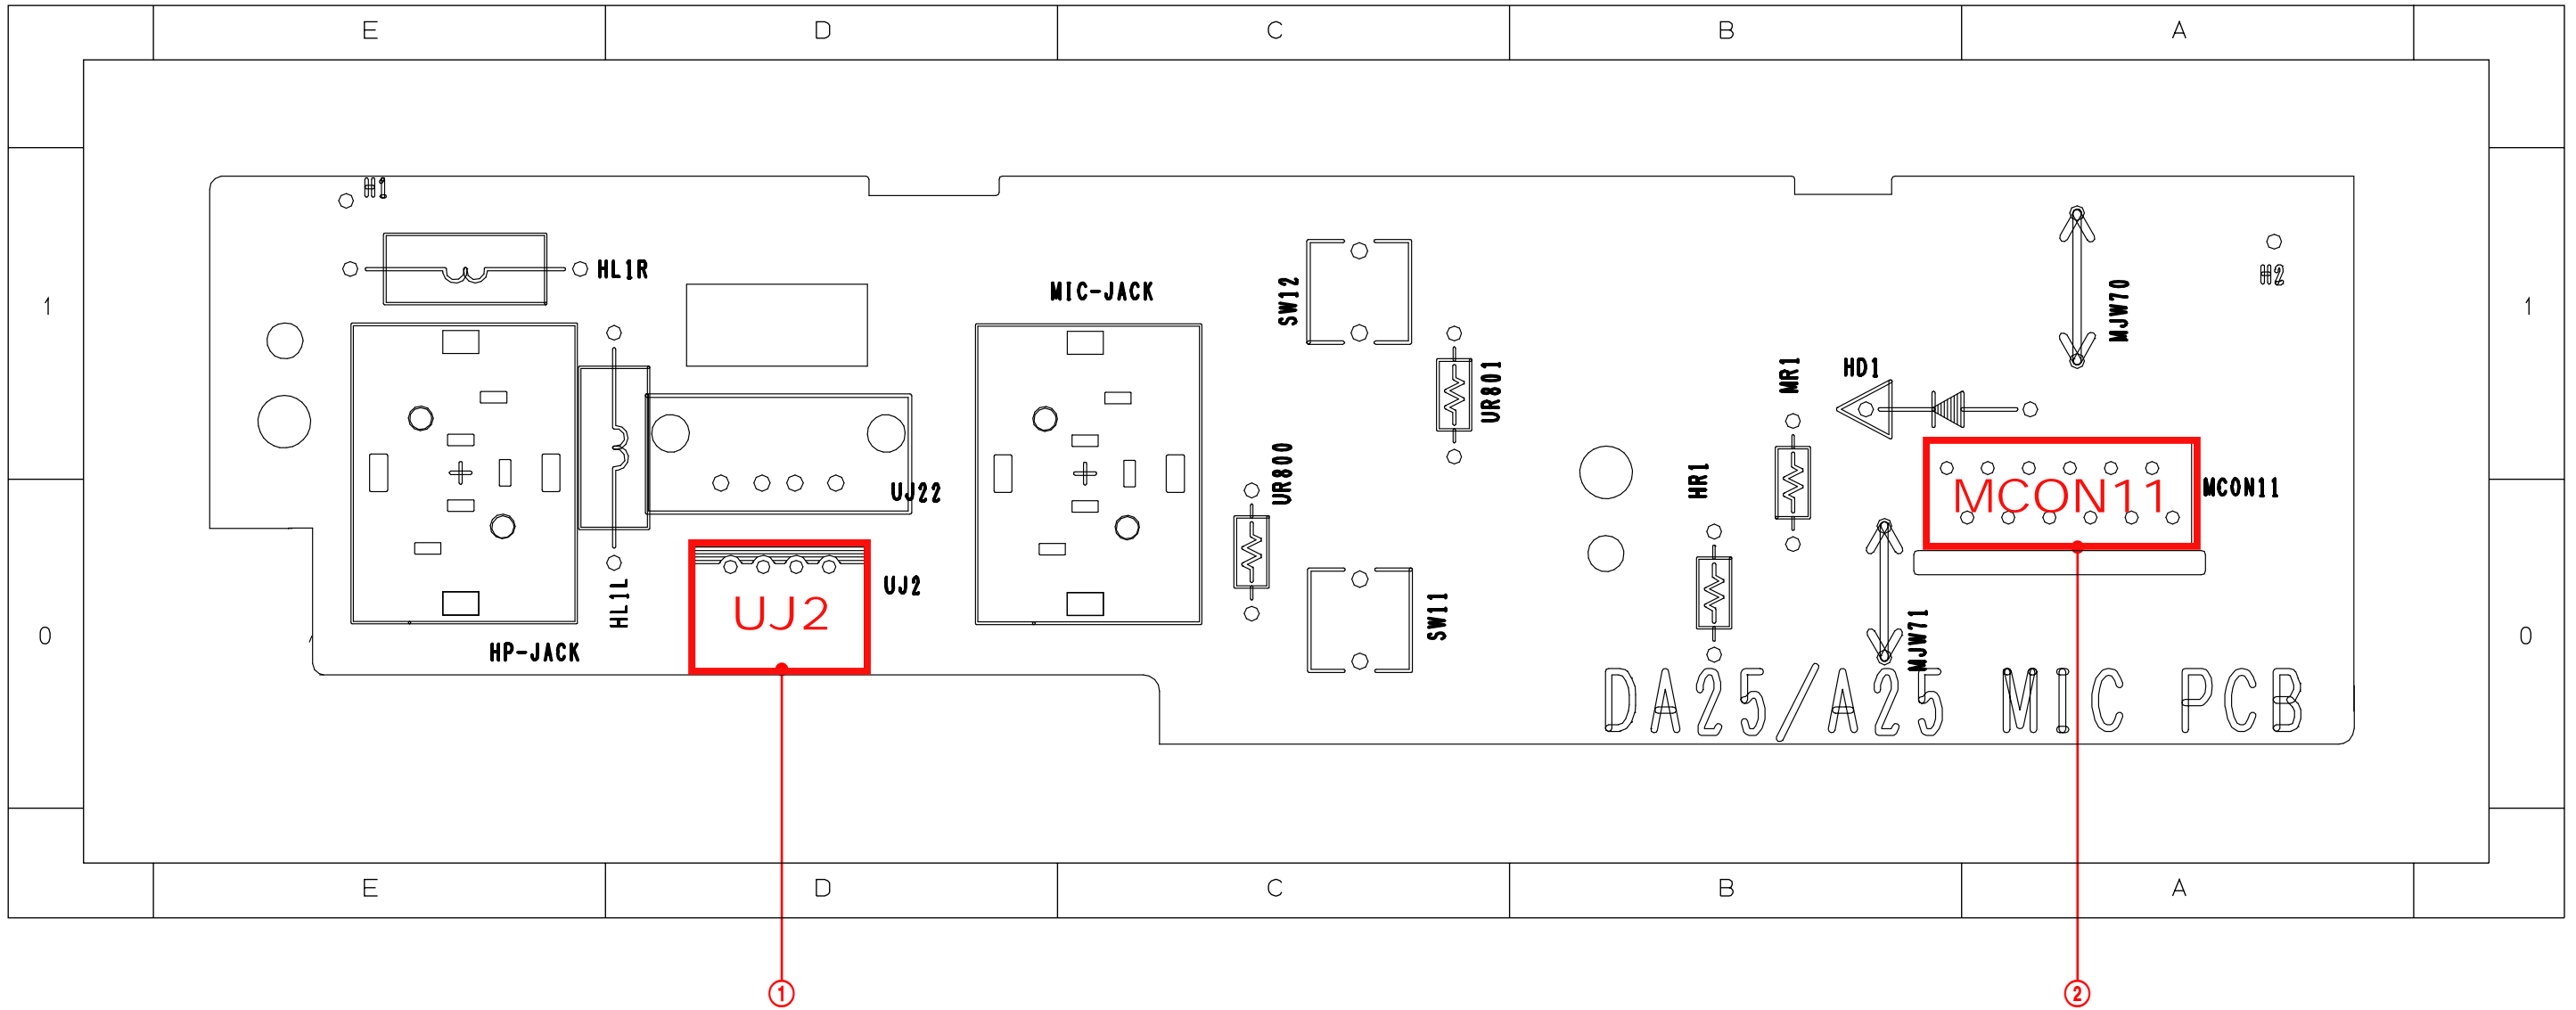 E D C B A
H1
HL1R
H2
1 MIC-JACK SW12 MJW70 1
UR801 MR1 HD1
UJ22 UR800 HR1 MCON11 MCON11
HL1L UJ2 UJ2 SW11 MJW71
0 0
HP-JACK
DA25/A25 MIC PCB
E D C B A
1 2